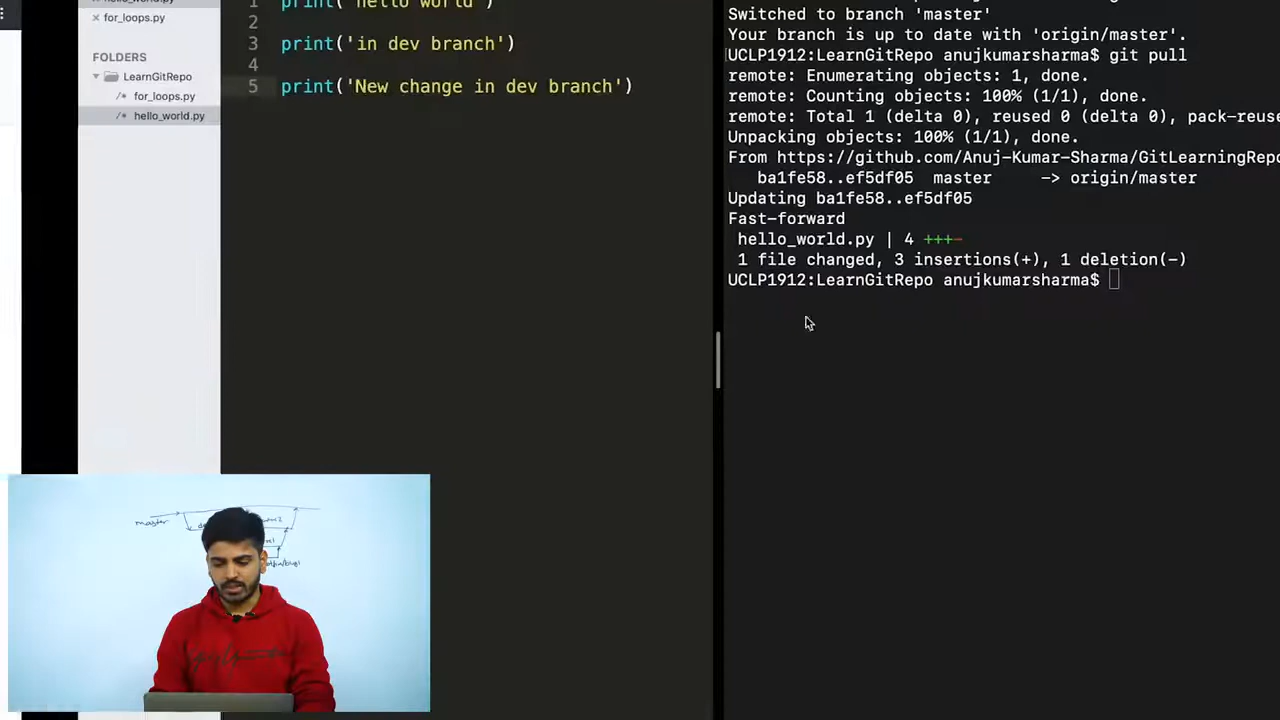 hello_world.py
for_loops.py
FOLDERS
LearnGitRepo
/* for_loops.py
/* hello_world.py
1 print('hello world')
2
3 print('in dev branch')
4
5 print('New change in dev branch')
Switched to branch 'master'
Your branch is up to date with 'origin/master'.
UCLP1912:LearnGitRepo anujkumarsharma$ git pull
remote: Enumerating objects: 1, done.
remote: Counting objects: 100% (1/1), done.
remote: Total 1 (delta 0), reused 0 (delta 0), pack-reuse
Unpacking objects: 100% (1/1), done.
From https://github.com/Anuj-Kumar-Sharma/GitLearningRepo
ba1fe58..ef5df05 master -> origin/master
Updating ba1fe58..ef5df05
Fast-forward
hello_world.py | 4 +++-
1 file changed, 3 insertions(+), 1 deletion(-)
UCLP1912:LearnGitRepo anujkumarsharma$
master